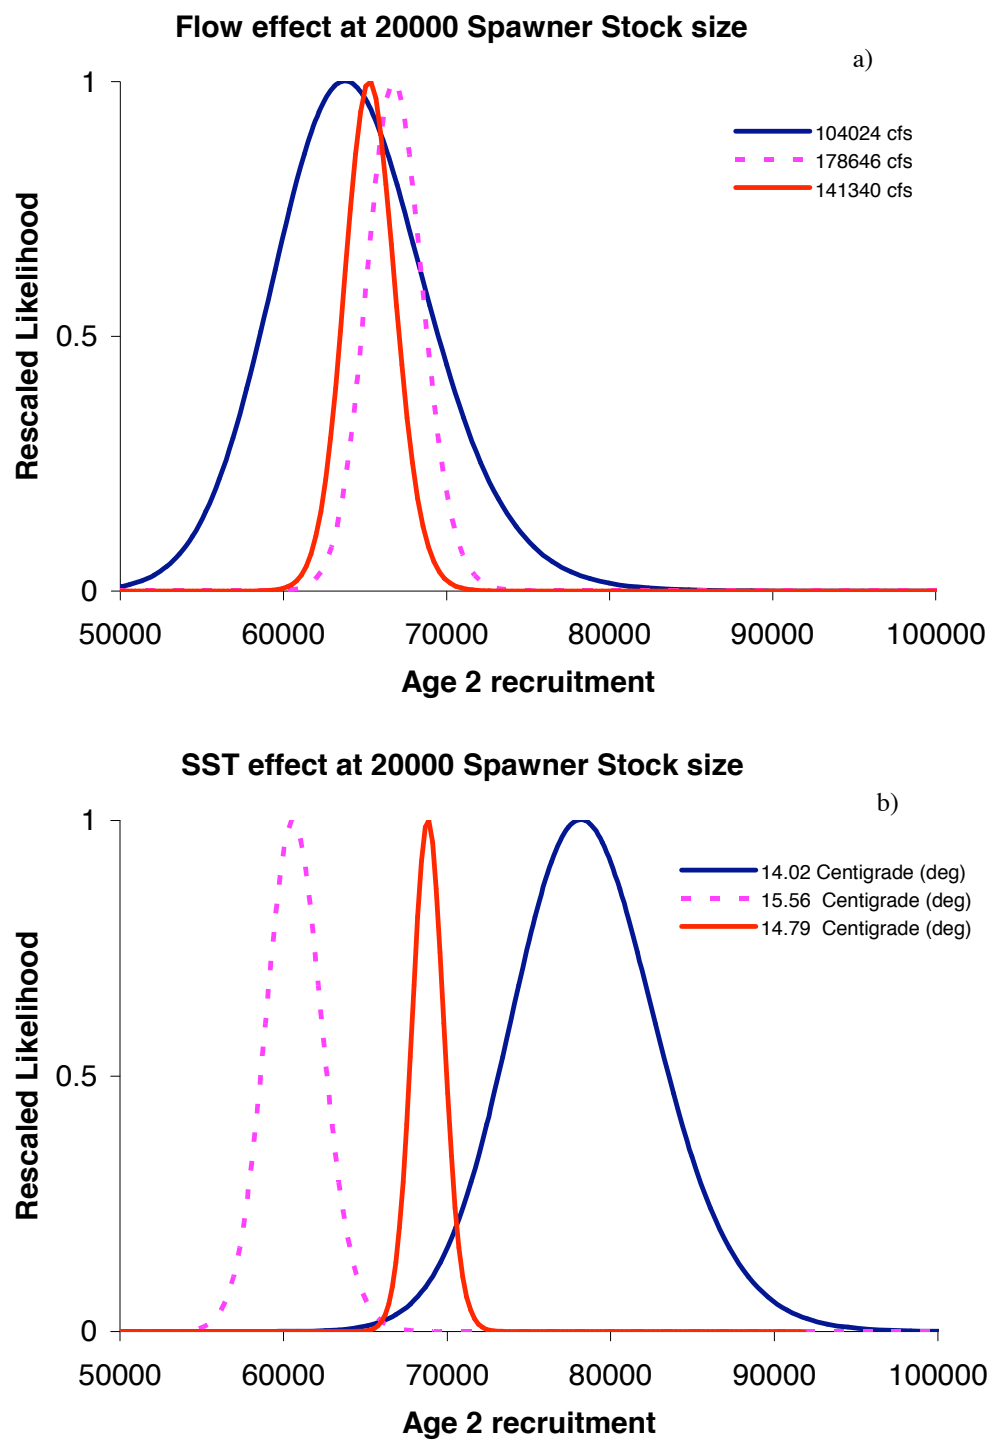 Flow effect at 20000 Spawner Stock size
a)
104024 cfs
178646 cfs
141340 cfs
Rescaled Likelihood
1
0.5
0
50000 60000 70000 80000 90000 100000
Age 2 recruitment
SST effect at 20000 Spawner Stock size
b)
14.02 Centigrade (deg)
15.56 Centigrade (deg)
14.79 Centigrade (deg)
Rescaled Likelihood
1
0.5
0
50000 60000 70000 80000 90000 100000
Age 2 recruitment